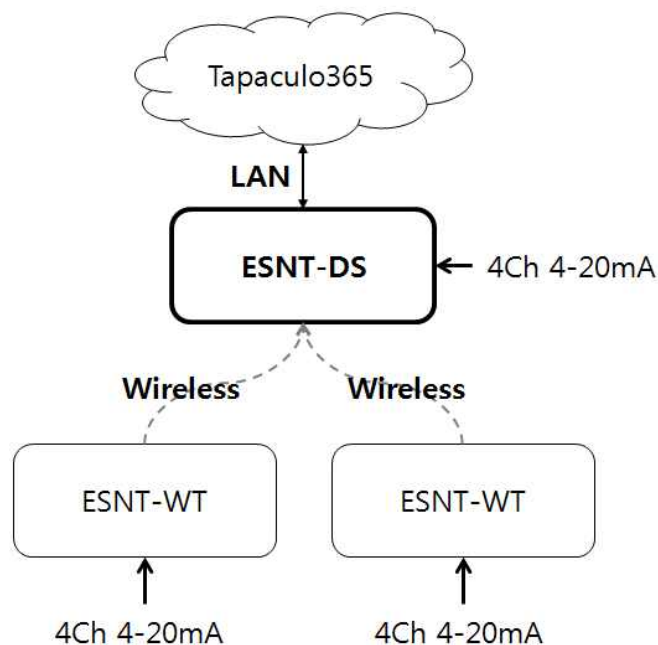 Tapaculo365
LAN
ESNT-DS
4Ch 4-20mA
Wireless
Wireless
ESNT-WT
ESNT-WT
4Ch 4-20mA
4Ch 4-20mA